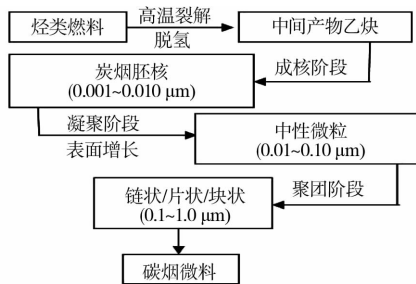 烃类燃料
高温裂解
脱氢
中间产物乙炔
成核阶段
炭烟胚核
(0.001~0.010 μm)
凝聚阶段
表面增长
中性微粒
(0.01~0.10 μm)
聚团阶段
链状/片状/块状
(0.1~1.0 μm)
碳烟微料